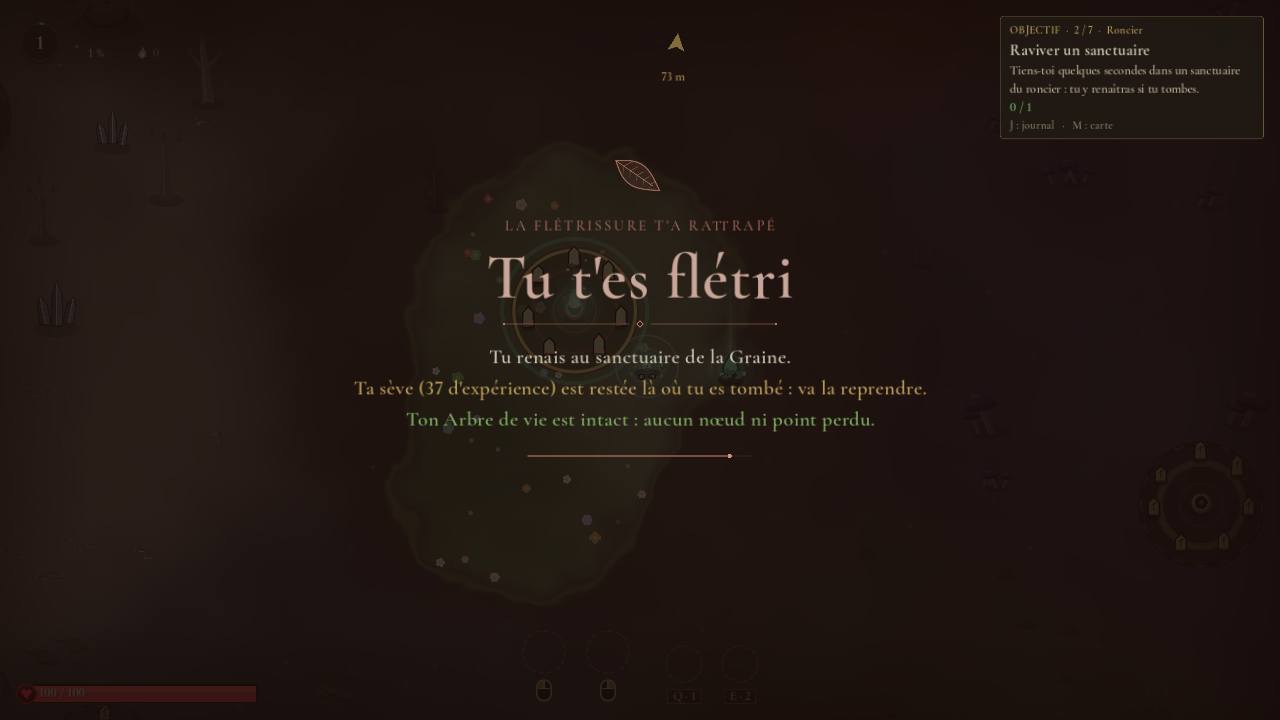 1
1 %
0
73 m
OBJECTIF · 2 / 7 · Roncier
Raviver un sanctuaire
Tiens-toi quelques secondes dans un sanctuaire
du roncier : tu y renaîtras si tu tombes.
0 / 1
J : journal · M : carte
LA FLÉTRISSURE T'A RATTRAPÉ
Tu t'es flétri
Tu renais au sanctuaire de la Graine.
Ta sève (37 d'expérience) est restée là où tu es tombé : va la reprendre.
Ton Arbre de vie est intact : aucun nœud ni point perdu.
100 / 100
Q · 1
E · 2